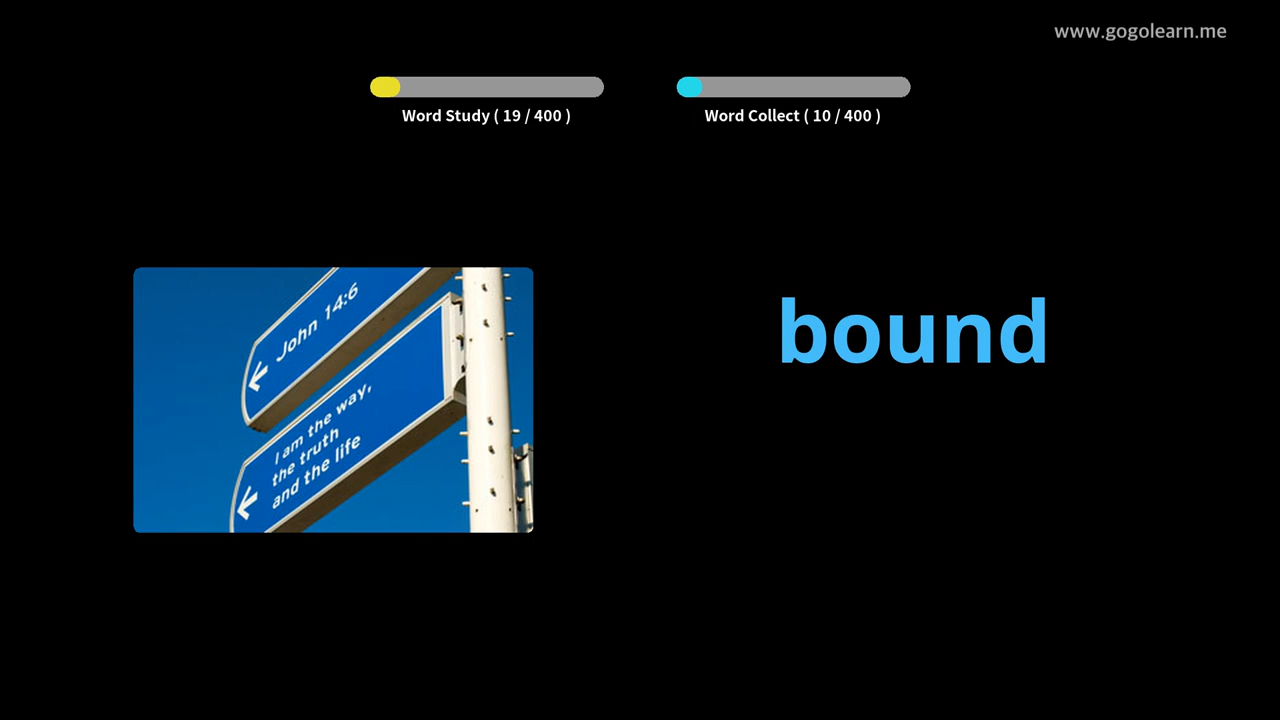 www.gogolearn.me
Word Study ( 19 / 400 )
Word Collect ( 10 / 400 )
John 14:6
I am the way,
the truth
and the life
bound